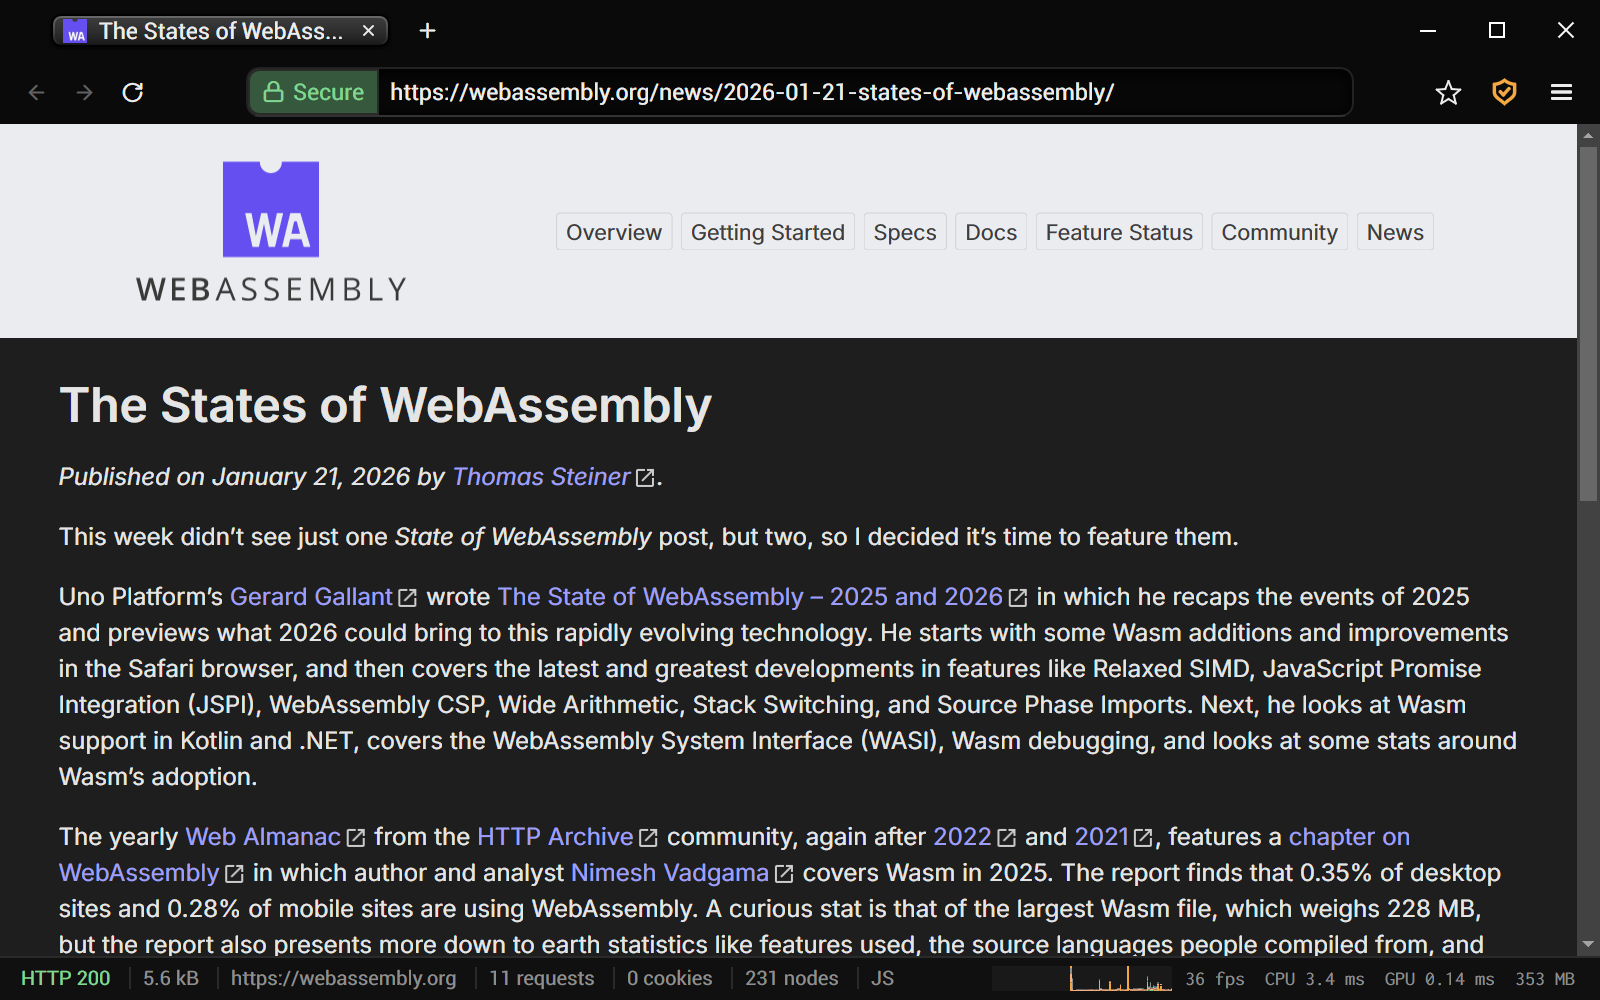 WA The States of WebAss...
Secure https://webassembly.org/news/2026-01-21-states-of-webassembly/
WA
WEBASSEMBLY
Overview Getting Started Specs Docs Feature Status Community News
The States of WebAssembly
Published on January 21, 2026 by Thomas Steiner.
This week didn’t see just one State of WebAssembly post, but two, so I decided it’s time to feature them.
Uno Platform’s Gerard Gallant wrote The State of WebAssembly – 2025 and 2026 in which he recaps the events of 2025
and previews what 2026 could bring to this rapidly evolving technology. He starts with some Wasm additions and improvements
in the Safari browser, and then covers the latest and greatest developments in features like Relaxed SIMD, JavaScript Promise
Integration (JSPI), WebAssembly CSP, Wide Arithmetic, Stack Switching, and Source Phase Imports. Next, he looks at Wasm
support in Kotlin and .NET, covers the WebAssembly System Interface (WASI), Wasm debugging, and looks at some stats around
Wasm’s adoption.
The yearly Web Almanac from the HTTP Archive community, again after 2022 and 2021, features a chapter on
WebAssembly in which author and analyst Nimesh Vadgama covers Wasm in 2025. The report finds that 0.35% of desktop
sites and 0.28% of mobile sites are using WebAssembly. A curious stat is that of the largest Wasm file, which weighs 228 MB,
but the report also presents more down to earth statistics like features used, the source languages people compiled from, and
HTTP 200 5.6 kB https://webassembly.org 11 requests 0 cookies 231 nodes JS 36 fps CPU 3.4 ms GPU 0.14 ms 353 MB